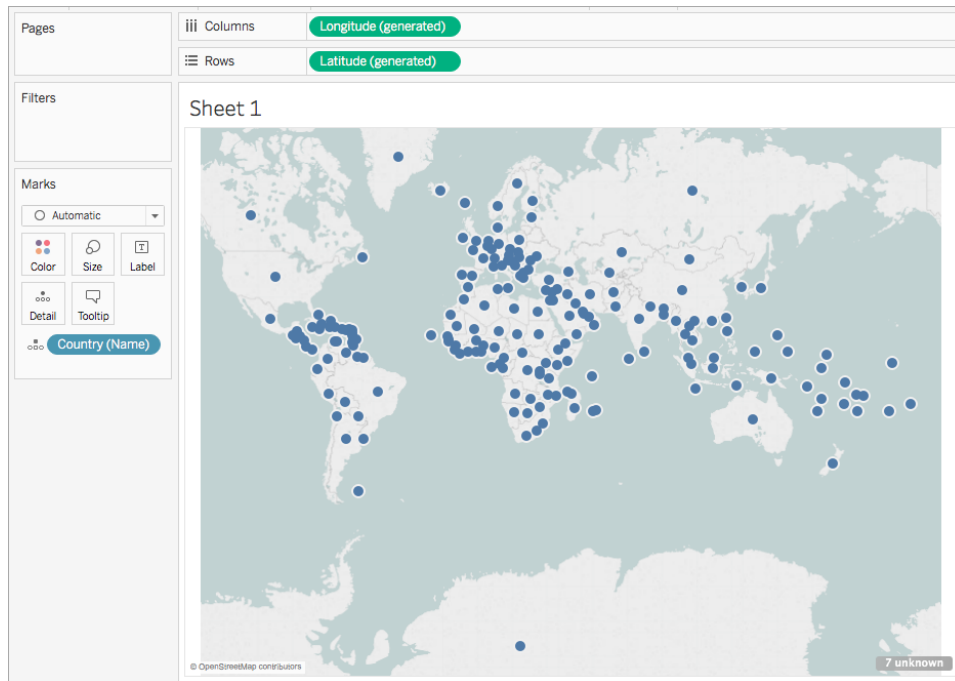 Pages
Columns
Longitude (generated)
Rows
Latitude (generated)
Filters
Sheet 1
Marks
Automatic
Color
Size
T
Label
Detail
Tooltip
Country (Name)
© OpenStreetMap contributors
7 unknown